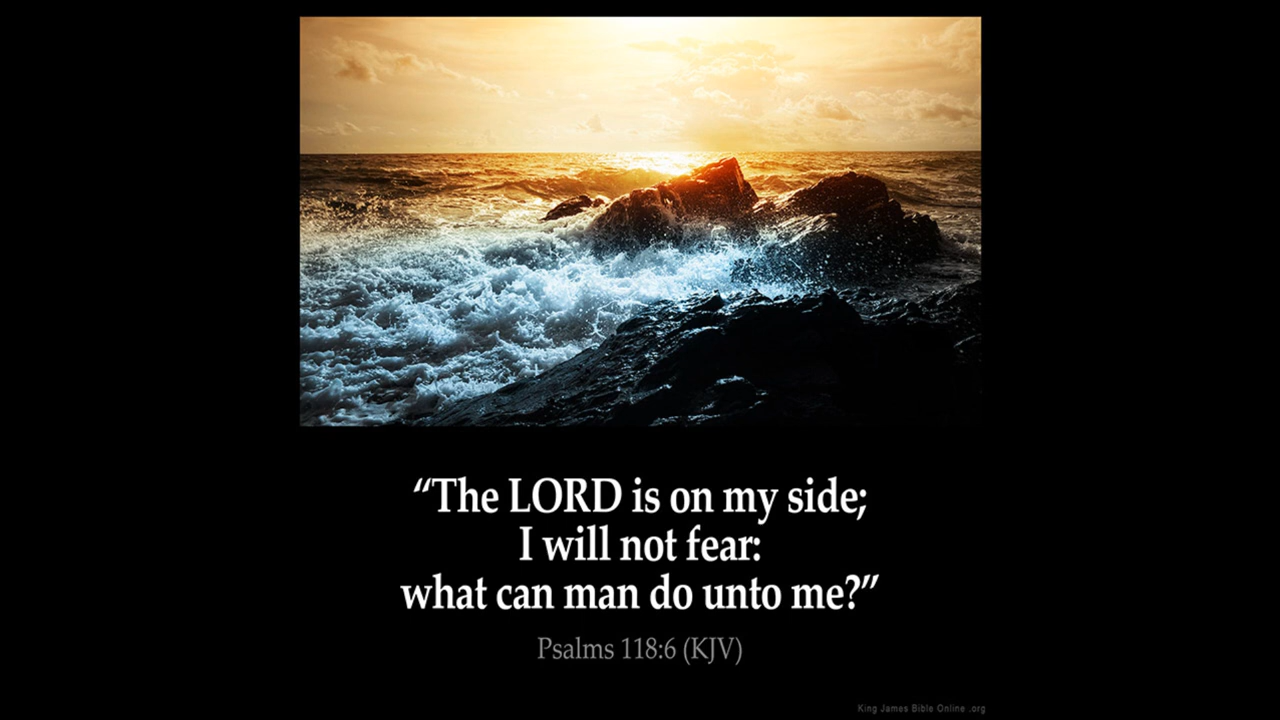 “The LORD is on my side;
I will not fear:
what can man do unto me?”
Psalms 118:6 (KJV)
King James Bible Online .org